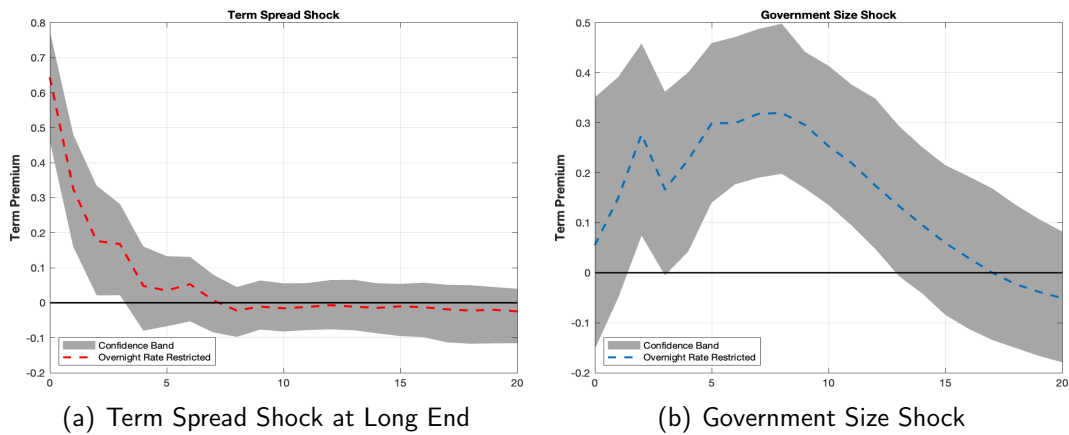 Term Spread Shock
0.8
0.7
0.6
0.5
0.4
0.3
0.2
0.1
0
-0.1
-0.2
Term Premium
Confidence Band
Overnight Rate Restricted
0 5 10 15 20
(a) Term Spread Shock at Long End
Government Size Shock
0.5
0.4
0.3
0.2
0.1
0
-0.1
-0.2
Term Premium
Confidence Band
Overnight Rate Restricted
0 5 10 15 20
(b) Government Size Shock